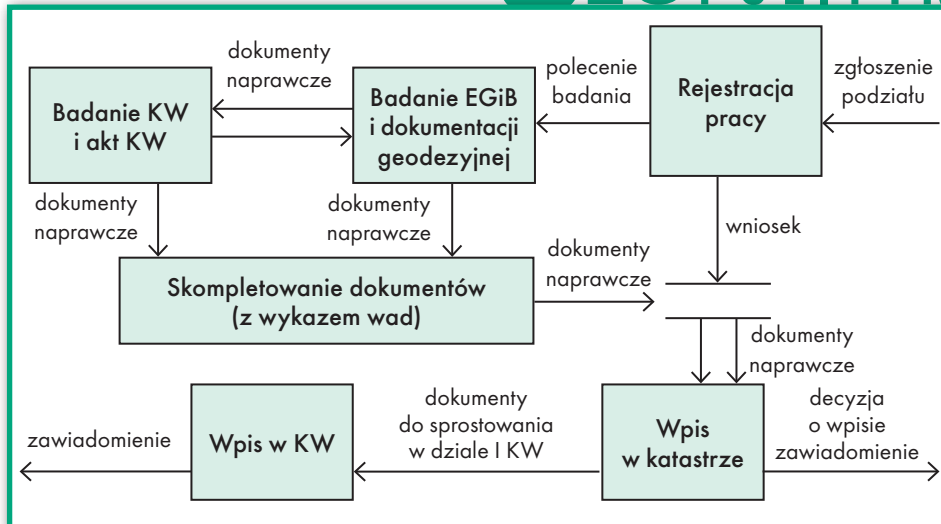 dokumenty
naprawcze
polecenie
badania
zgłoszenie
podziału
Badanie KW
i akt KW
Badanie EGiB
i dokumentacji
geodezyjnej
Rejestracja
pracy
dokumenty
naprawcze
dokumenty
naprawcze
wniosek
dokumenty
naprawcze
Skompletowanie dokumentów
(z wykazem wad)
dokumenty
naprawcze
zawiadomienie
Wpis w KW
dokumenty
do sprostowania
w dziale I KW
Wpis
w katastrze
decyzja
o wpisie
zawiadomienie